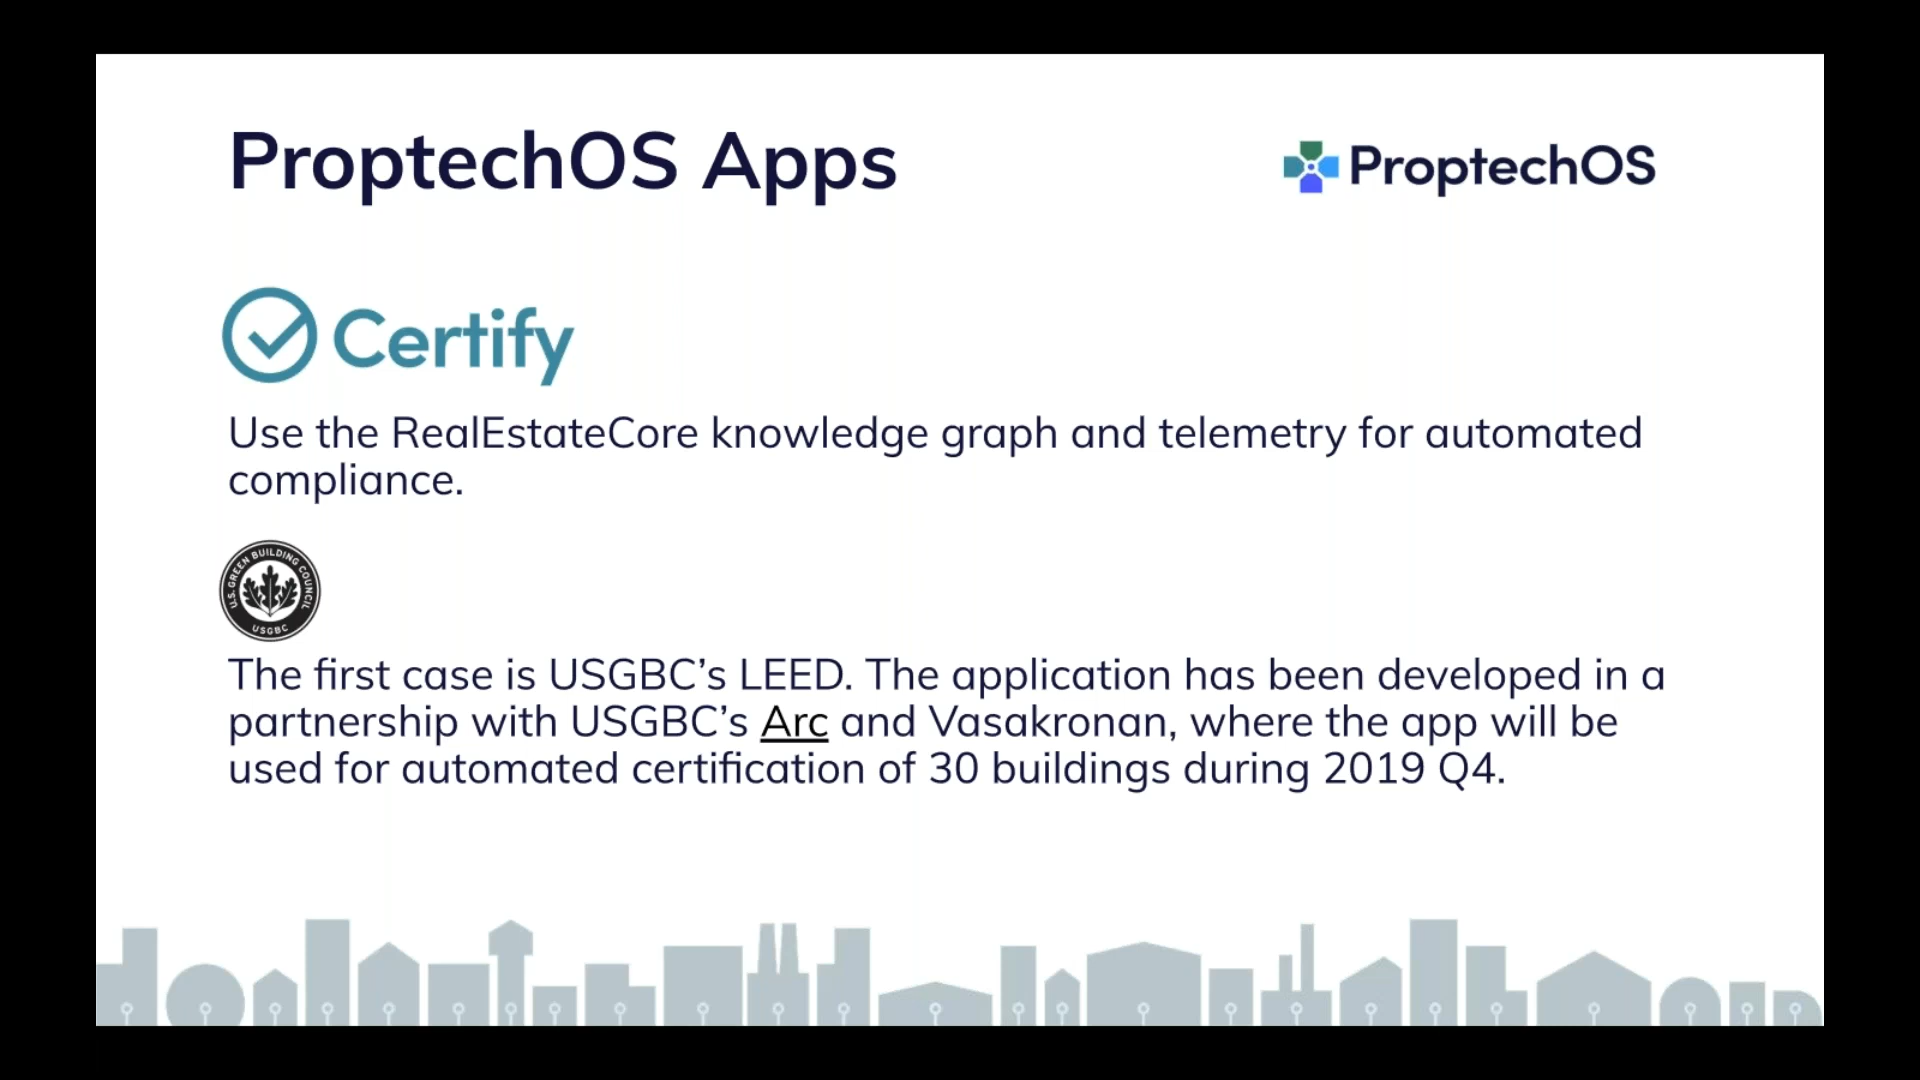 ProptechOS Apps
ProptechOS
Certify
Use the RealEstateCore knowledge graph and telemetry for automated
compliance.
U.S. GREEN BUILDING COUNCIL
USGBC
The first case is USGBC’s LEED. The application has been developed in a
partnership with USGBC’s Arc and Vasakronan, where the app will be
used for automated certification of 30 buildings during 2019 Q4.